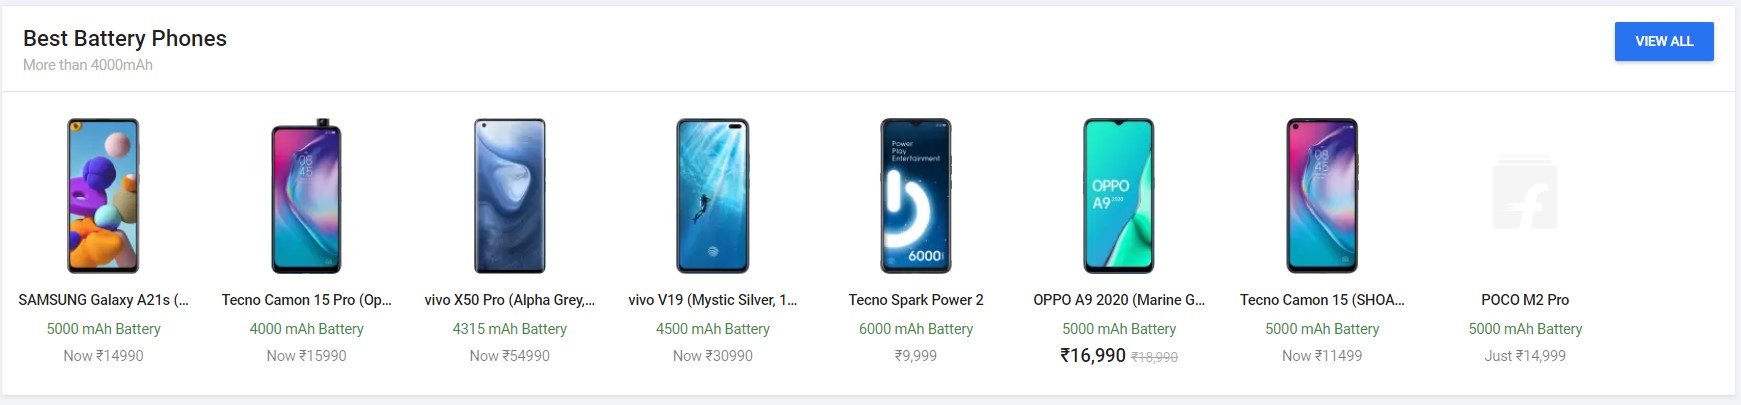 Best Battery Phones
More than 4000mAh
VIEW ALL
Power
Play
Entertainment
6000
OPPO
A9 2020
SAMSUNG Galaxy A21s (...
5000 mAh Battery
Now ₹14990
Tecno Camon 15 Pro (Op...
4000 mAh Battery
Now ₹15990
vivo X50 Pro (Alpha Grey,...
4315 mAh Battery
Now ₹54990
vivo V19 (Mystic Silver, 1...
4500 mAh Battery
Now ₹30990
Tecno Spark Power 2
6000 mAh Battery
₹9,999
OPPO A9 2020 (Marine G...
5000 mAh Battery
₹16,990 ₹18,990
Tecno Camon 15 (SHOA...
5000 mAh Battery
Now ₹11499
POCO M2 Pro
5000 mAh Battery
Just ₹14,999